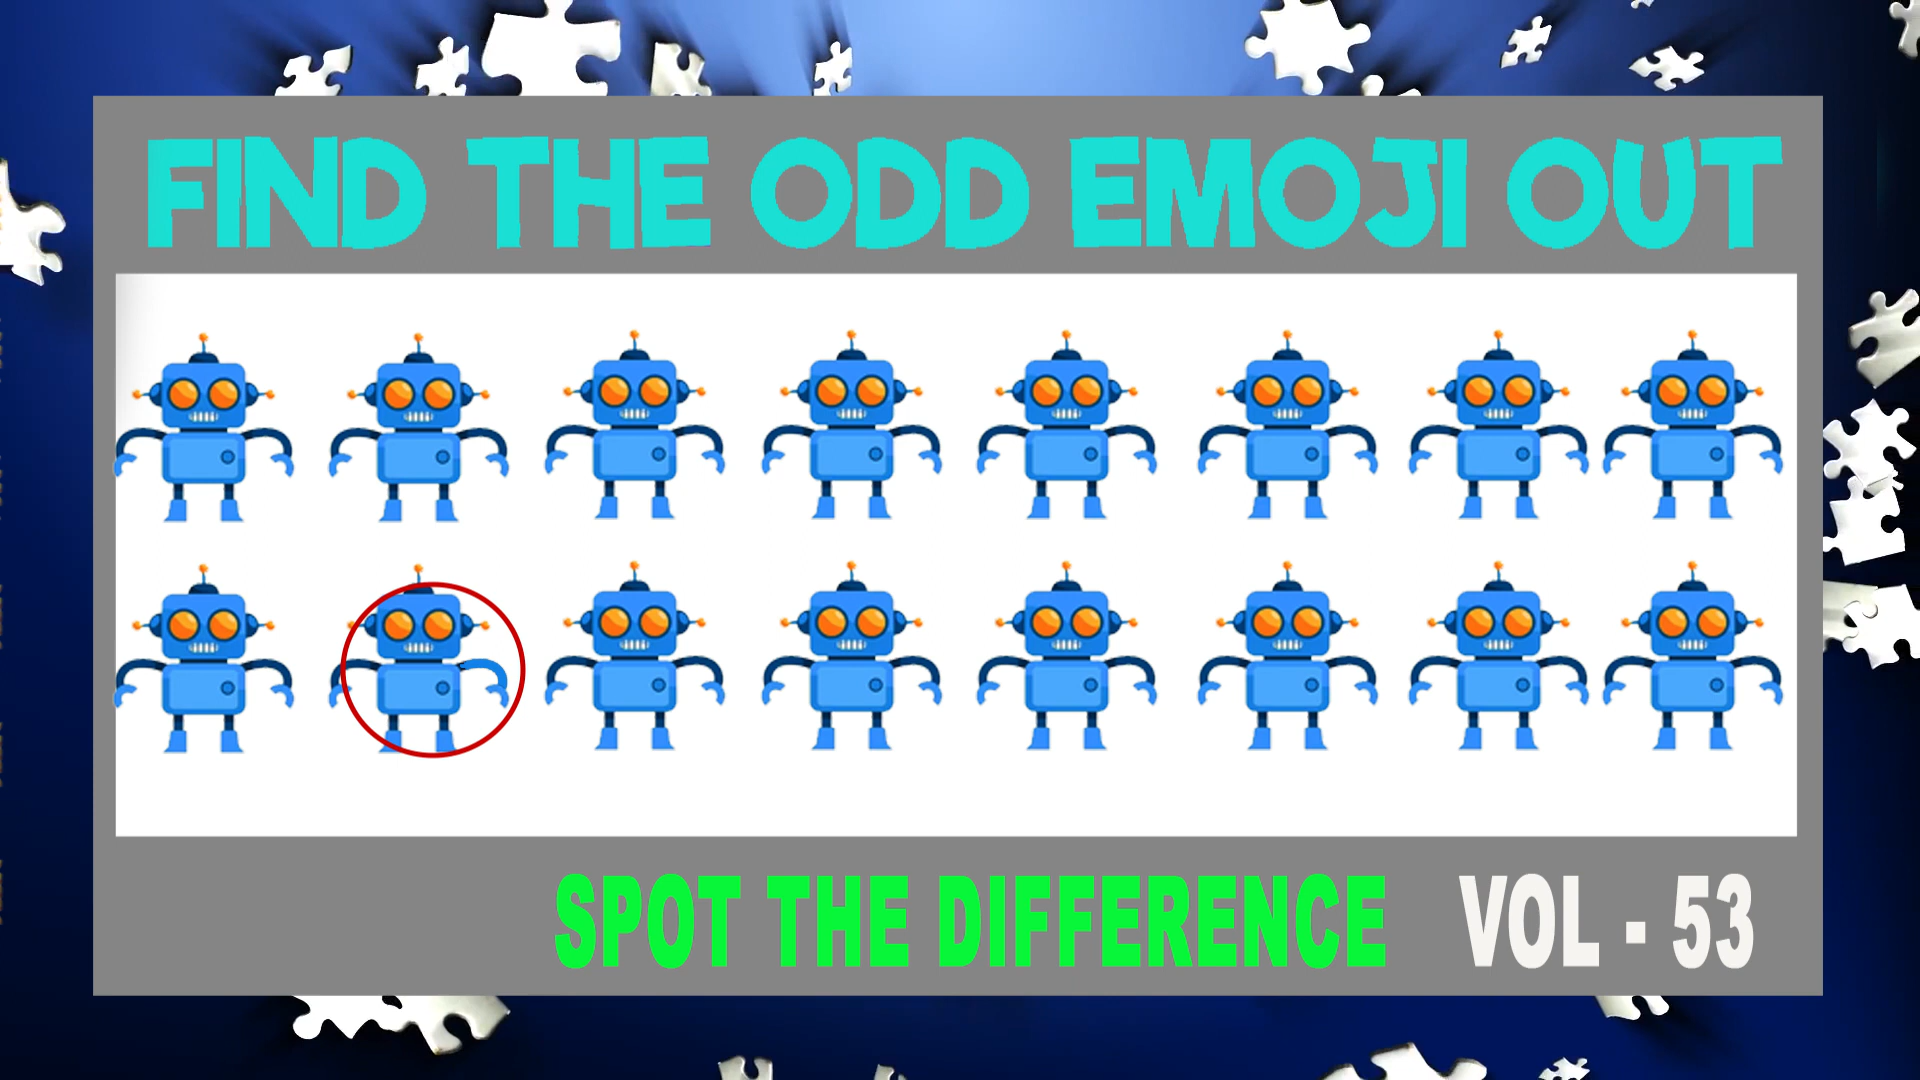 FIND THE ODD EMOJI OUT
SPOT THE DIFFERENCE VOL - 53